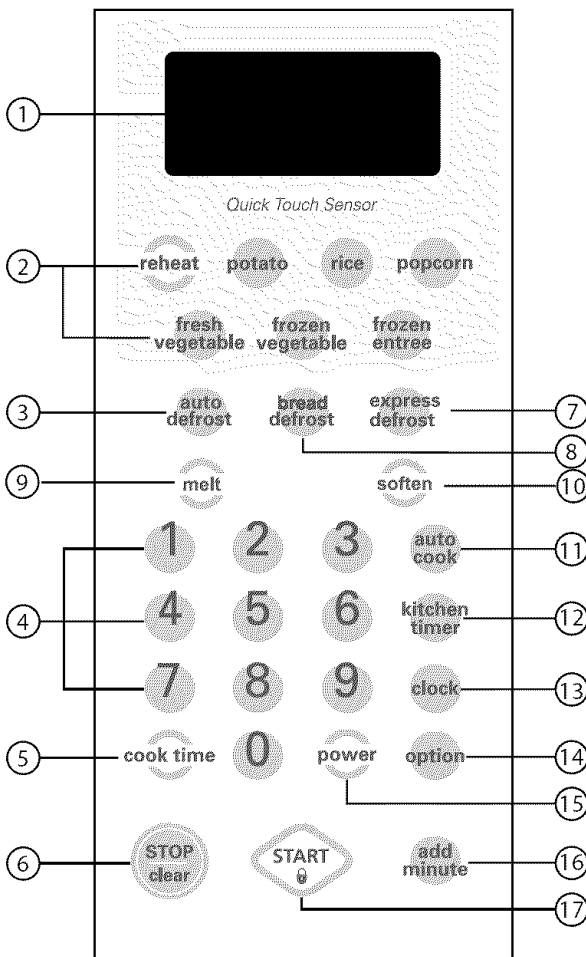 1
Quick Touch Sensor
2
reheat potato rice popcorn
fresh vegetable frozen vegetable frozen entree
3
auto defrost bread defrost express defrost
7
8
9
melt soften
10
1 2 3 auto cook
11
4
4 5 6 kitchen timer
12
7 8 9 clock
13
5
cook time 0 power option
14
15
6
STOP clear START add minute
16
17